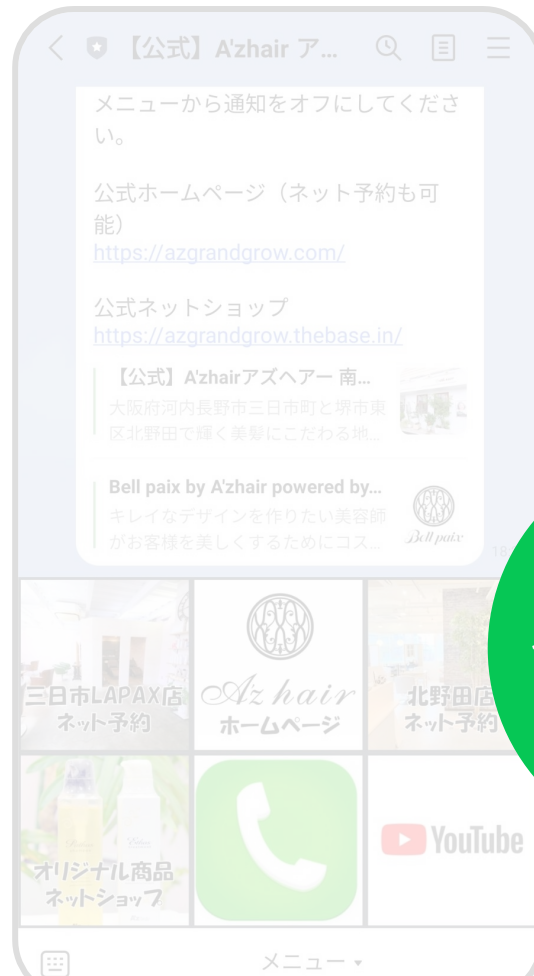 【公式】A'zhair ア...
メニューから通知をオフにしてくださ
い。
公式ホームページ（ネット予約も可
能）
https://azgrandgrow.com/
公式ネットショップ
https://azgrandgrow.thebase.in/
【公式】A'zhairアズヘアー 南...
大阪府河内長野市三日市町と堺市東
区北野田で輝く美髪にこだわる地...
Bell paix by A'zhair powered by...
キレイなデザインを作りたい美容師
がお客様を美しくするためにコス...
Bell paix
18
三日市LAPAX店
ネット予約
Az hair
ホームページ
北野田店
ネット予約
オリジナル商品
ネットショップ
YouTube
メニュー